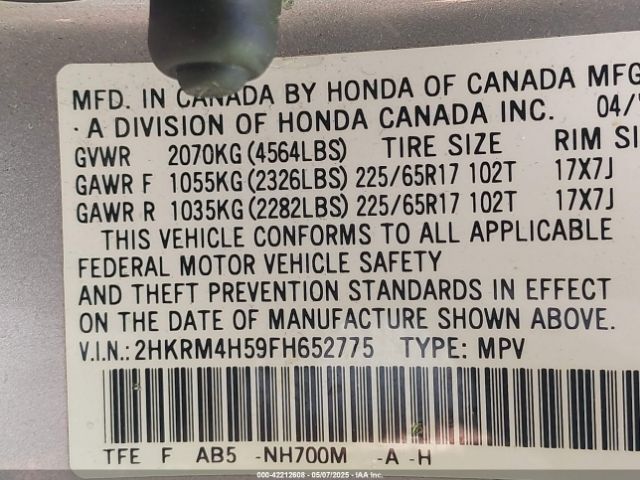 MFD. IN CANADA BY HONDA OF CANADA MFG
· A DIVISION OF HONDA CANADA INC. 04/
GVWR 2070KG (4564LBS) TIRE SIZE RIM SI
GAWR F 1055KG (2326LBS) 225/65R17 102T 17X7J
GAWR R 1035KG (2282LBS) 225/65R17 102T 17X7J
THIS VEHICLE CONFORMS TO ALL APPLICABLE
FEDERAL MOTOR VEHICLE SAFETY
AND THEFT PREVENTION STANDARDS IN EFFECT
ON THE DATE OF MANUFACTURE SHOWN ABOVE.
V.I.N.: 2HKRM4H59FH652775 TYPE: MPV
TFE F AB5 -NH700M -A -H
000-42212608 - 05/07/2025 - IAA Inc.